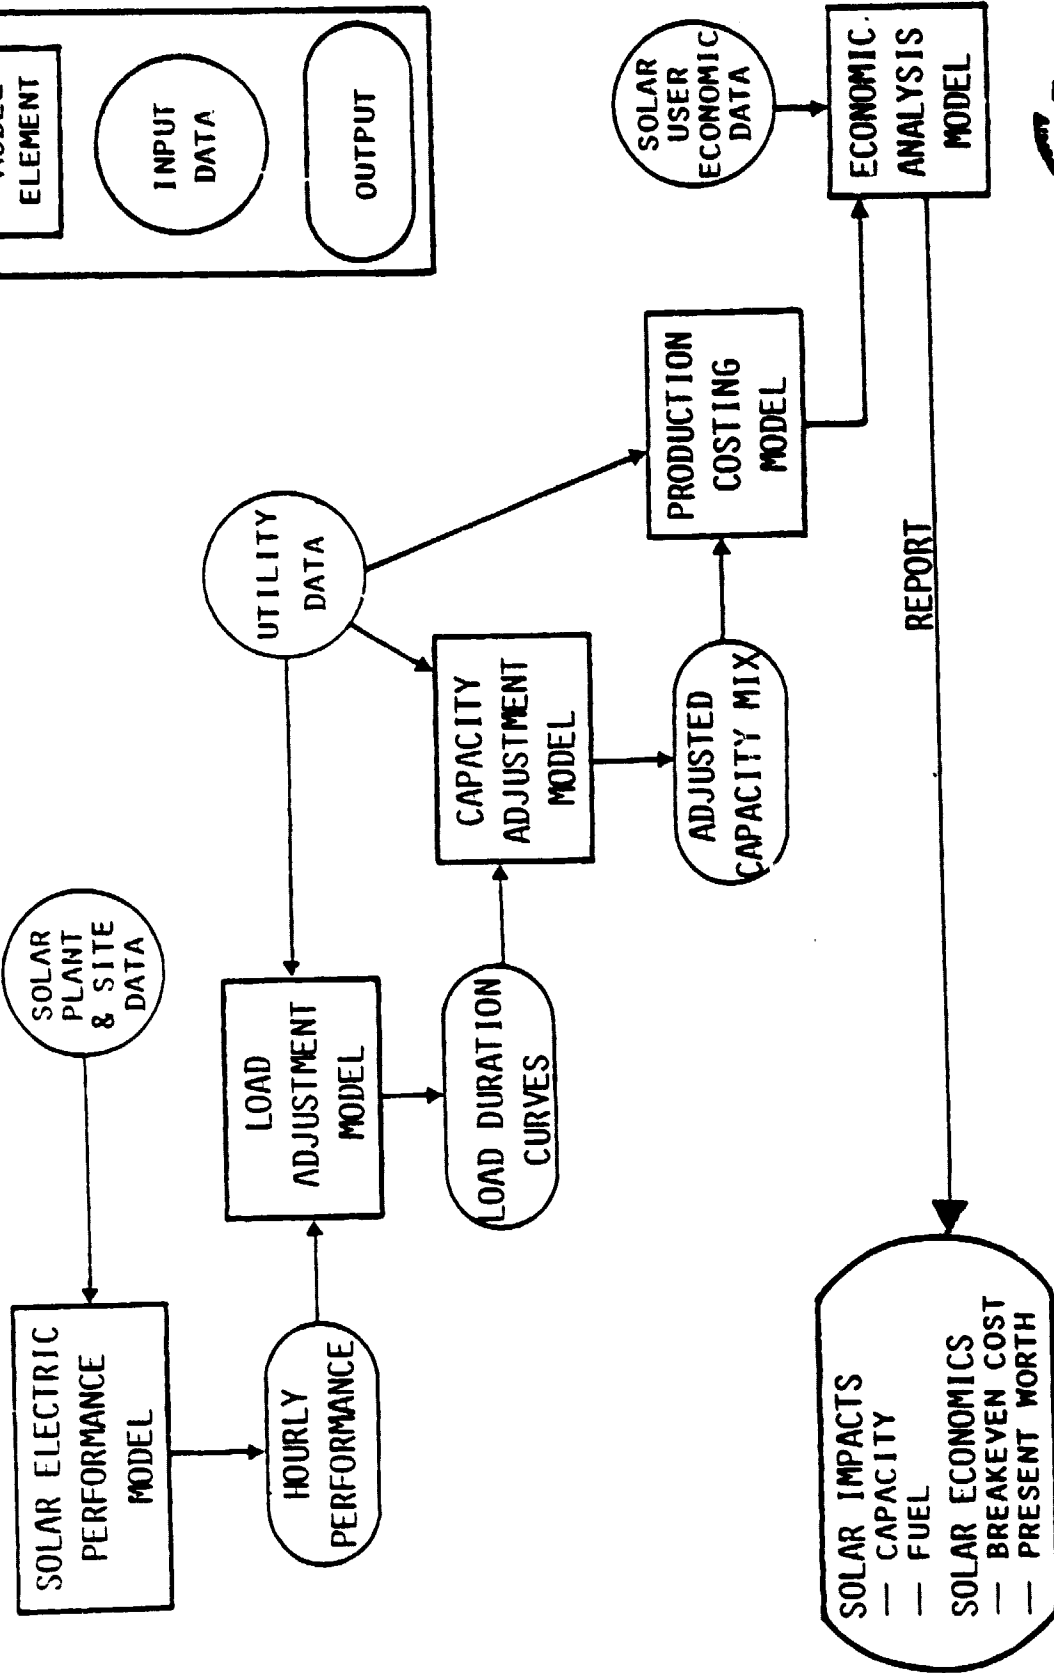 ELEMENT
INPUT
DATA
OUTPUT
SOLAR
PLANT
& SITE
DATA
SOLAR ELECTRIC
PERFORMANCE
MODEL
HOURLY
PERFORMANCE
UTILITY
DATA
LOAD
ADJUSTMENT
MODEL
LOAD DURATION
CURVES
CAPACITY
ADJUSTMENT
MODEL
ADJUSTED
CAPACITY MIX
PRODUCTION
COSTING
MODEL
SOLAR
USER
ECONOMIC
DATA
ECONOMIC
ANALYSIS
MODEL
REPORT
SOLAR IMPACTS
— CAPACITY
— FUEL
SOLAR ECONOMICS
— BREAKEVEN COST
— PRESENT WORTH